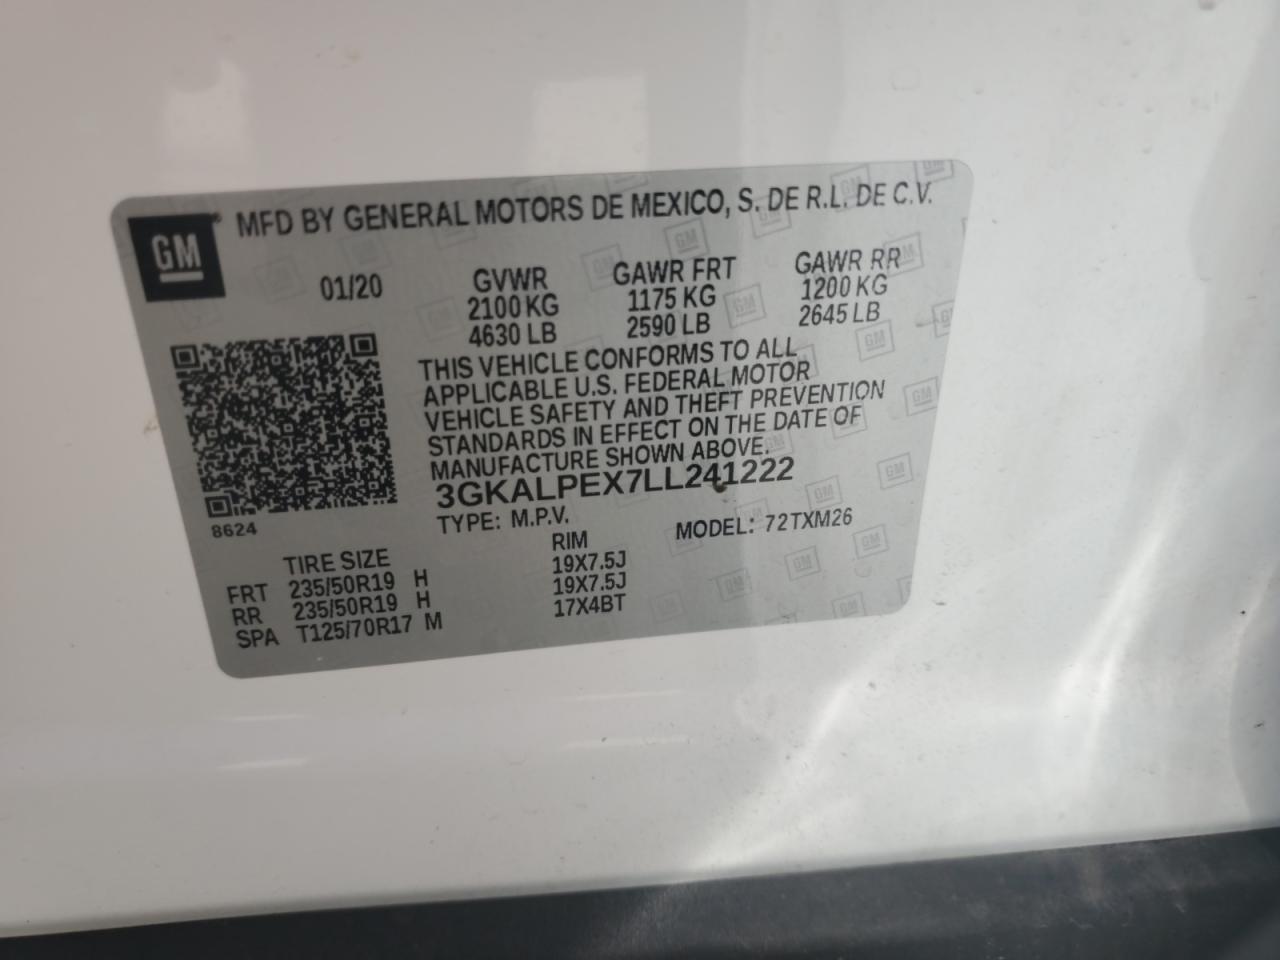 GM
MFD BY GENERAL MOTORS DE MEXICO, S. DE R.L. DE C.V.
01/20 GVWR GAWR FRT GAWR RR
2100 KG 1175 KG 1200 KG
4630 LB 2590 LB 2645 LB
THIS VEHICLE CONFORMS TO ALL
APPLICABLE U.S. FEDERAL MOTOR
VEHICLE SAFETY AND THEFT PREVENTION
STANDARDS IN EFFECT ON THE DATE OF
MANUFACTURE SHOWN ABOVE.
3GKALPEX7LL241222
8624 TYPE: M.P.V. MODEL: 72TXM26
TIRE SIZE RIM
FRT 235/50R19 H 19X7.5J
RR 235/50R19 H 19X7.5J
SPA T125/70R17 M 17X4BT